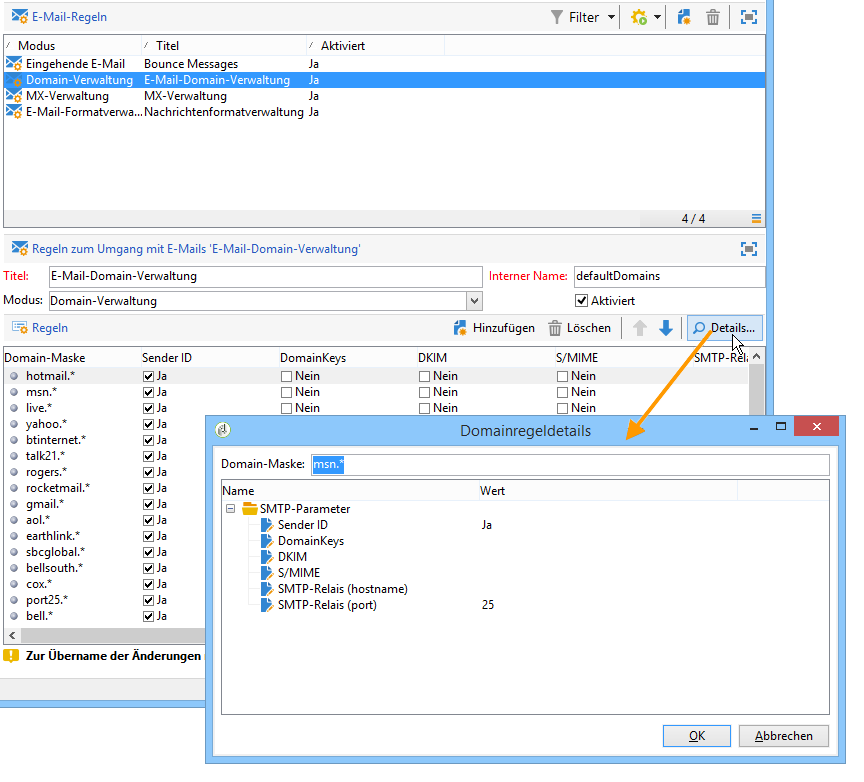 E-Mail-Regeln
Filter
Modus Titel Aktiviert
Eingehende E-Mail Bounce Messages Ja
Domain-Verwaltung E-Mail-Domain-Verwaltung Ja
MX-Verwaltung MX-Verwaltung Ja
E-Mail-Formatverwa... Nachrichtenformatverwaltung Ja
4 / 4
Regeln zum Umgang mit E-Mails 'E-Mail-Domain-Verwaltung'
Titel: E-Mail-Domain-Verwaltung Interner Name: defaultDomains
Modus: Domain-Verwaltung Aktiviert
Regeln Hinzufügen Löschen Details...
Domain-Maske Sender ID DomainKeys DKIM S/MIME SMTP-Rela
hotmail.* Ja Nein Nein Nein
msn.* Ja Nein Nein Nein
live.* Ja Nein Nein Nein
yahoo.* Ja
btinternet.* Ja
talk21.* Ja
rogers.* Ja
rocketmail.* Ja
gmail.* Ja
aol.* Ja
earthlink.* Ja
sbcglobal.* Ja
bellsouth.* Ja
cox.* Ja
port25.* Ja
bell.* Ja
Zur Übername der Änderungen
Domainregeldetails
Domain-Maske: msn.*
Name Wert
SMTP-Parameter
Sender ID Ja
DomainKeys
DKIM
S/MIME
SMTP-Relais (hostname)
SMTP-Relais (port) 25
OK Abbrechen